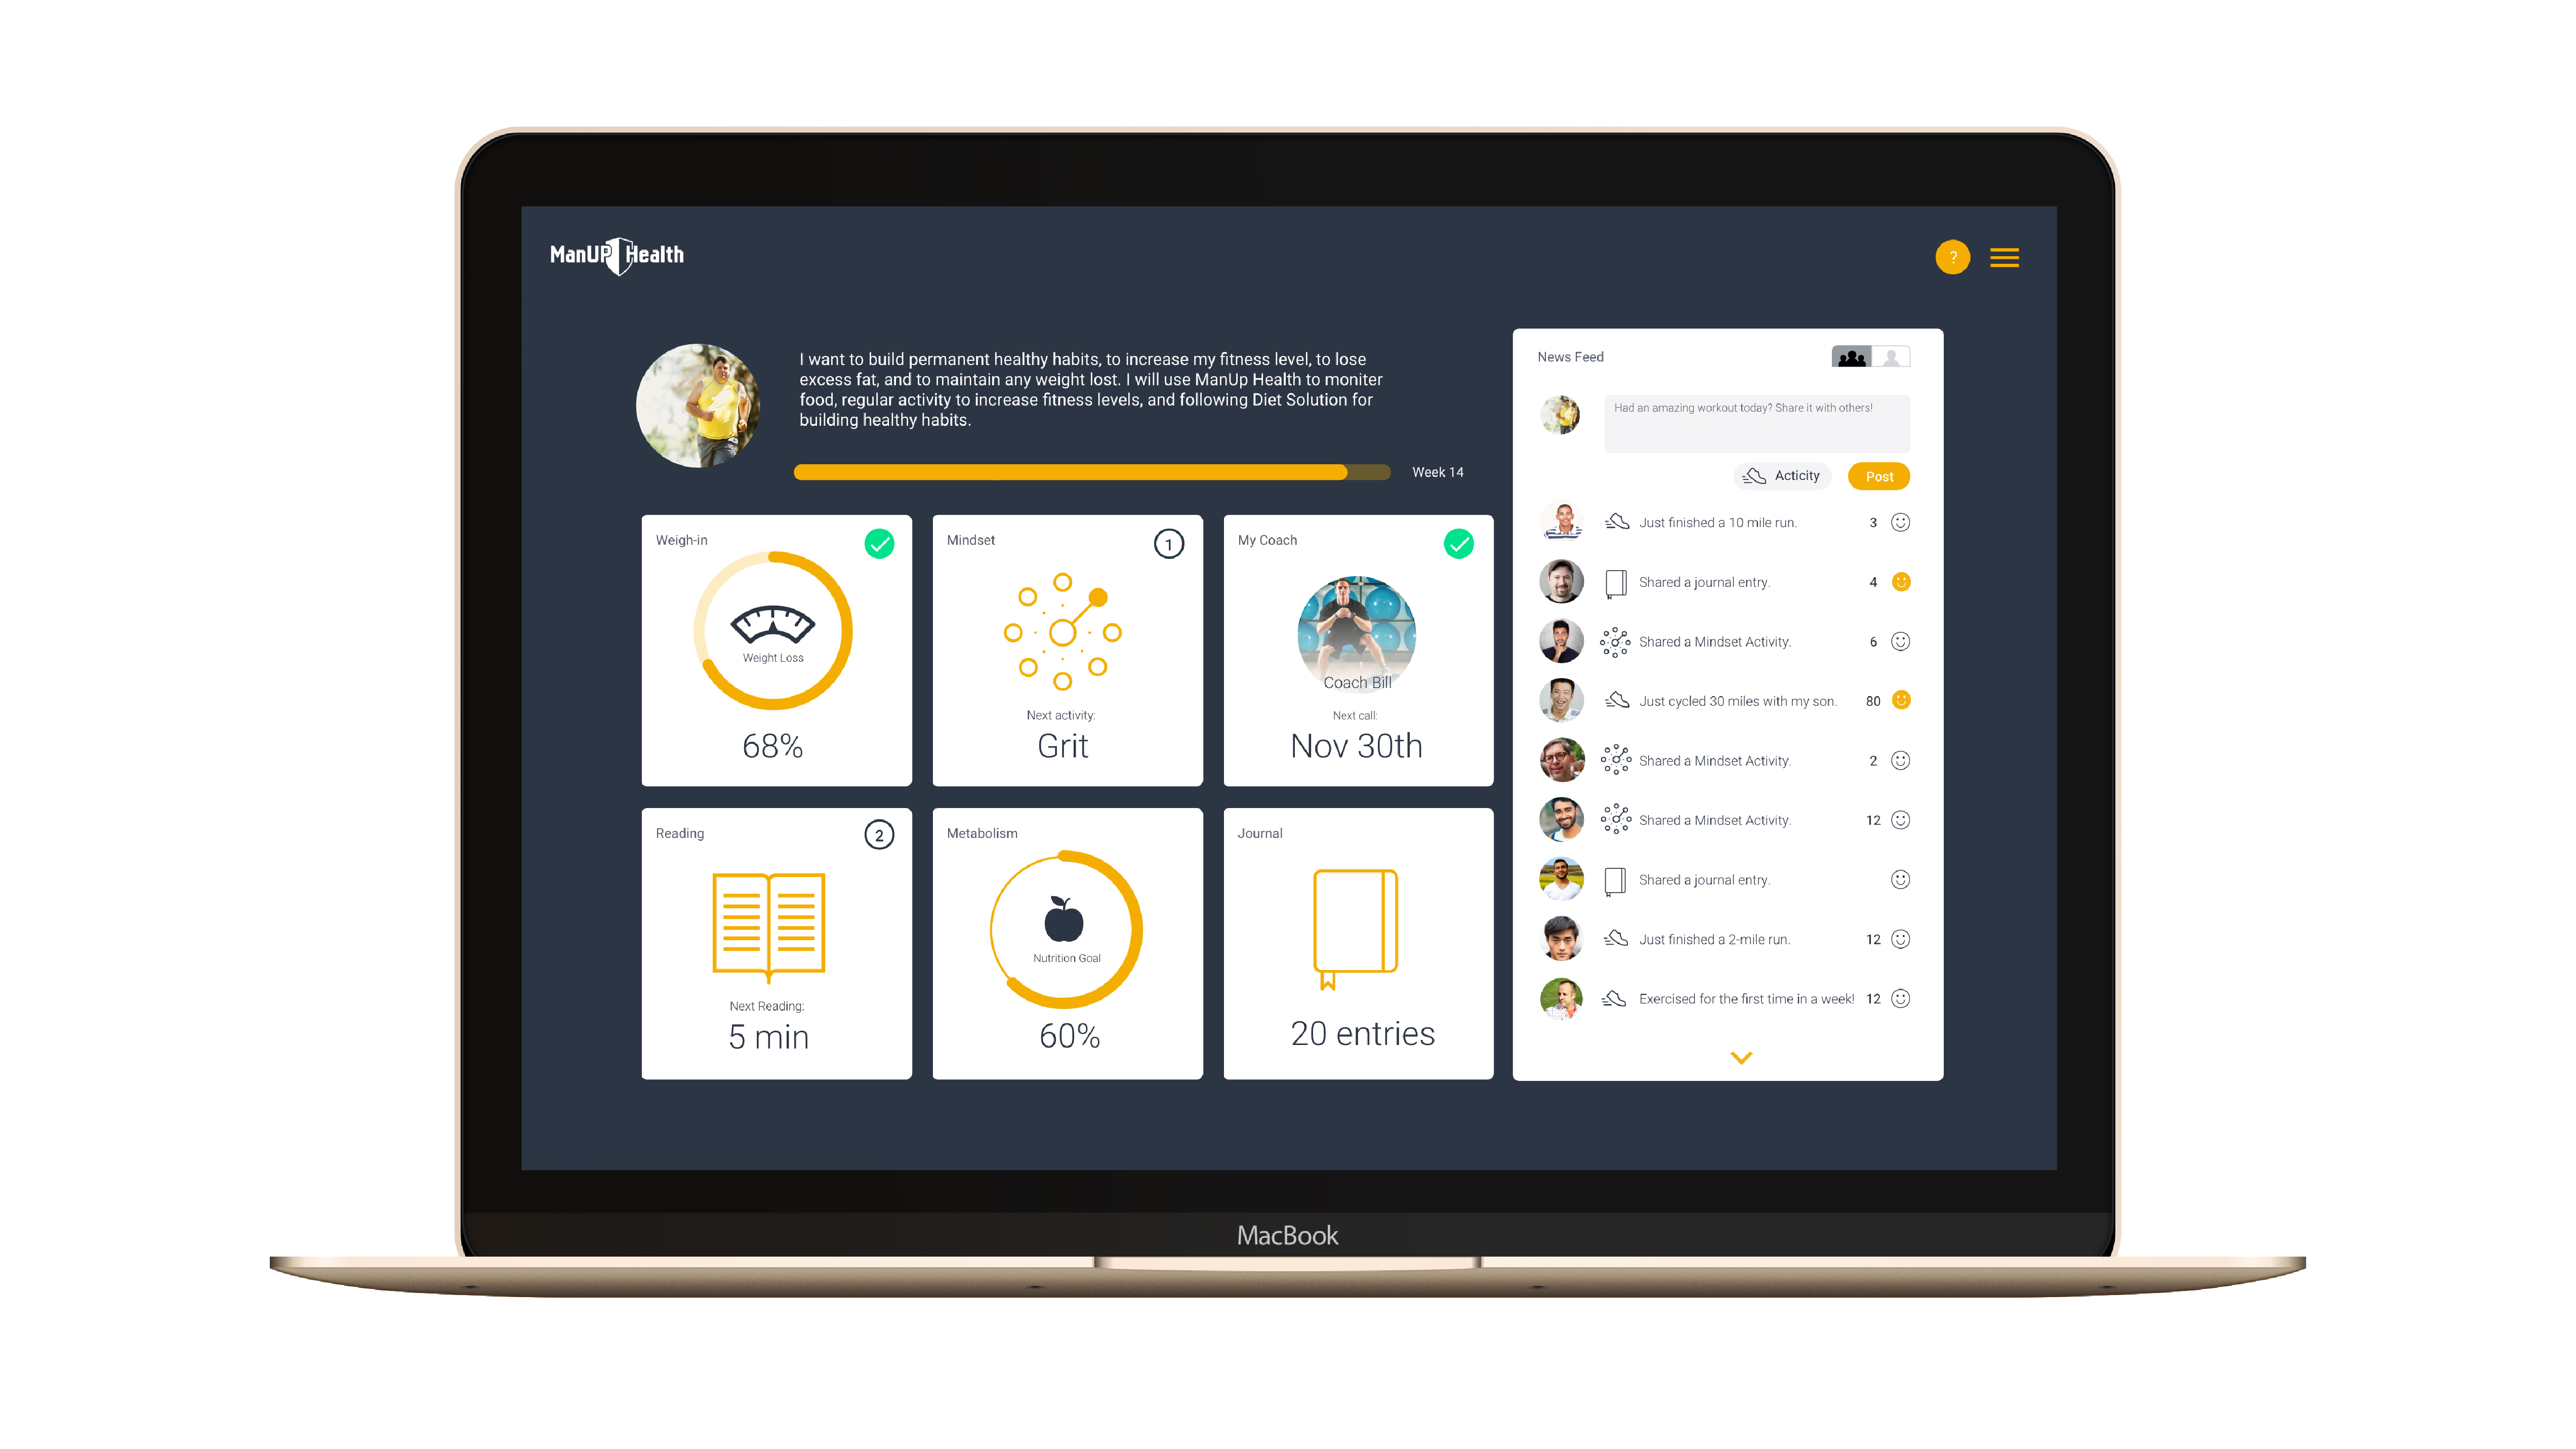 ManUP Health
?
I want to build permanent healthy habits, to increase my fitness level, to lose
excess fat, and to maintain any weight lost. I will use ManUp Health to moniter
food, regular activity to increase fitness levels, and following Diet Solution for
building healthy habits.
Week 14
Weigh-in
Weight Loss
68%
Mindset
1
Next activity:
Grit
My Coach
Coach Bill
Next call:
Nov 30th
Reading
2
Next Reading:
5 min
Metabolism
Nutrition Goal
60%
Journal
20 entries
News Feed
Had an amazing workout today? Share it with others!
Acticity
Post
Just finished a 10 mile run. 3
Shared a journal entry. 4
Shared a Mindset Activity. 6
Just cycled 30 miles with my son. 80
Shared a Mindset Activity. 2
Shared a Mindset Activity. 12
Shared a journal entry.
Just finished a 2-mile run. 12
Exercised for the first time in a week! 12
MacBook